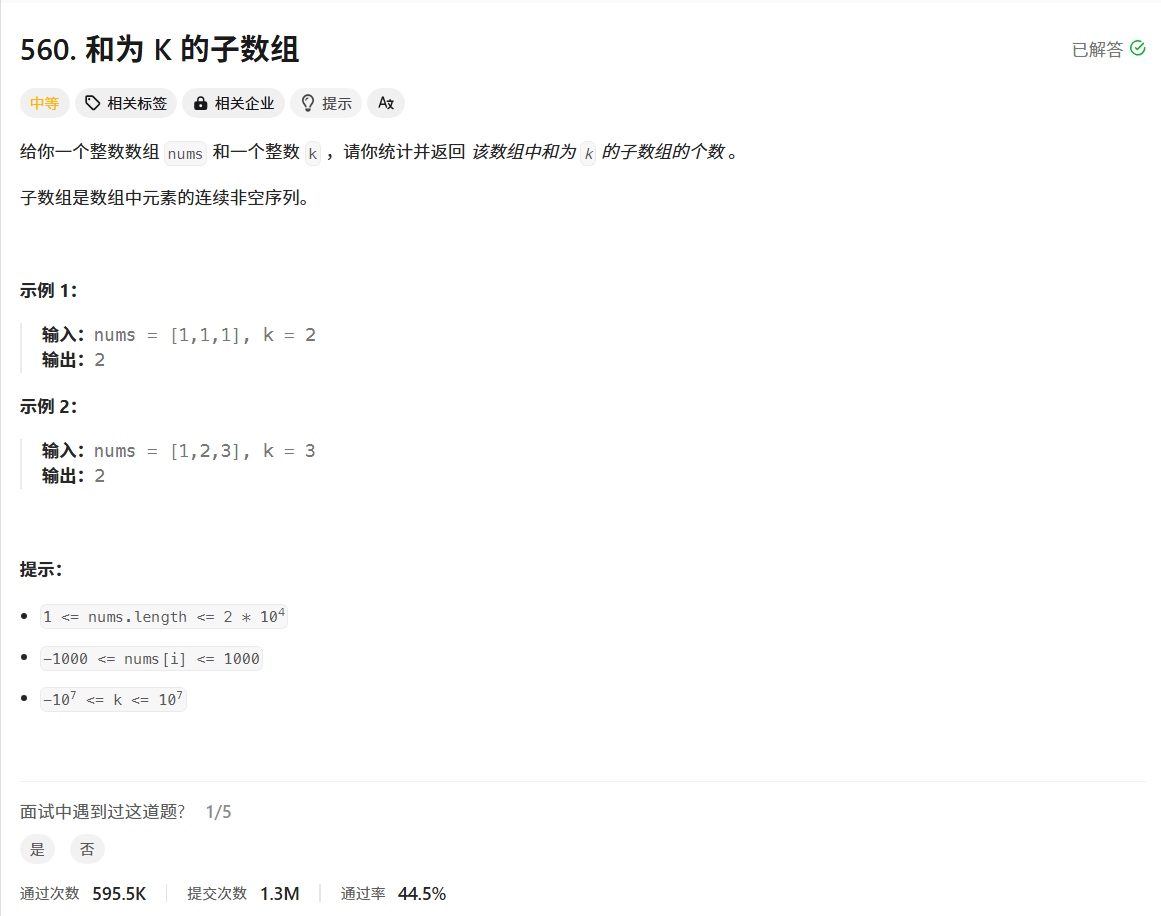 560. 和为 K 的子数组
已解答
中等 相关标签 相关企业 提示 Aあ
给你一个整数数组 nums 和一个整数 k ，请你统计并返回 该数组中和为 k 的子数组的个数 。
子数组是数组中元素的连续非空序列。
示例 1：
输入：nums = [1,1,1], k = 2
输出：2
示例 2：
输入：nums = [1,2,3], k = 3
输出：2
提示：
• 1 <= nums.length <= 2 * 10⁴
• -1000 <= nums[i] <= 1000
• -10⁷ <= k <= 10⁷
面试中遇到过这道题? 1/5
是 否
通过次数 595.5K 提交次数 1.3M 通过率 44.5%